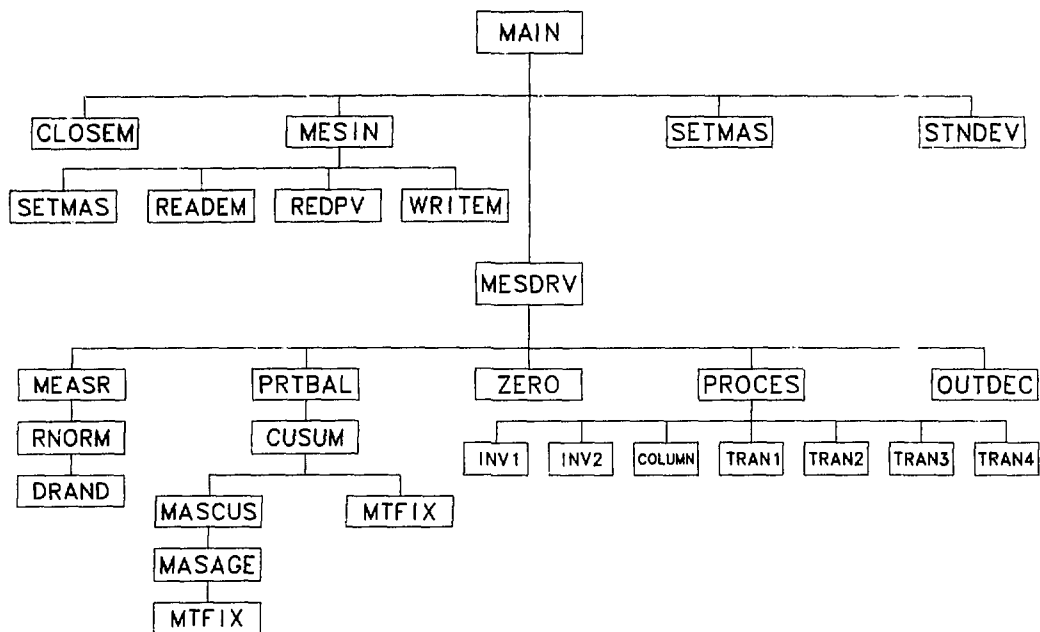 MAIN
CLOSEM MESIN SETMAS STNDEV
SETMAS READEM REDPV WRITEM
MESDRV
MEASR PRTBAL ZERO PROCES OUTDEC
RNORM CUSUM INV1 INV2 COLUMN TRAN1 TRAN2 TRAN3 TRAN4
DRAND MASCUS MTFIX
MASAGE
MTFIX